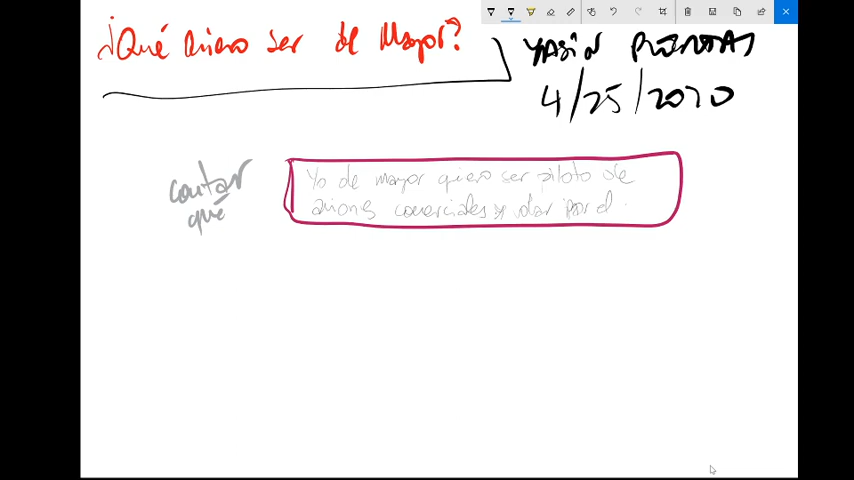 ¿Qué quiero ser de Mayor?
YASIN
4/25/2020
contar
qué
Yo de mayor quiero ser piloto de
aviones comerciales y volar por el